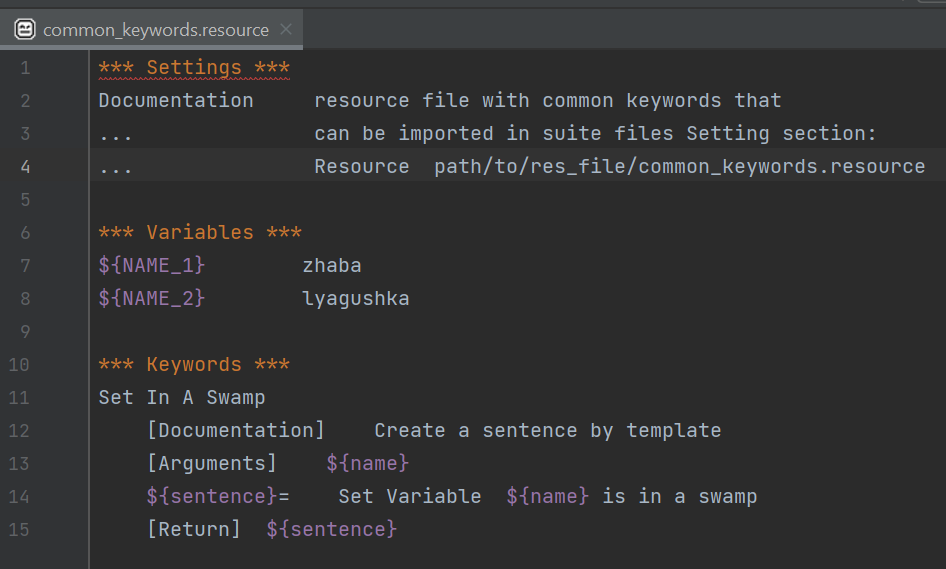 common_keywords.resource
1 *** Settings ***
2 Documentation     resource file with common keywords that
3 ...               can be imported in suite files Setting section:
4 ...               Resource  path/to/res_file/common_keywords.resource
5
6 *** Variables ***
7 ${NAME_1}        zhaba
8 ${NAME_2}        lyagushka
9
10 *** Keywords ***
11 Set In A Swamp
12     [Documentation]    Create a sentence by template
13     [Arguments]    ${name}
14     ${sentence}=    Set Variable  ${name} is in a swamp
15     [Return]  ${sentence}